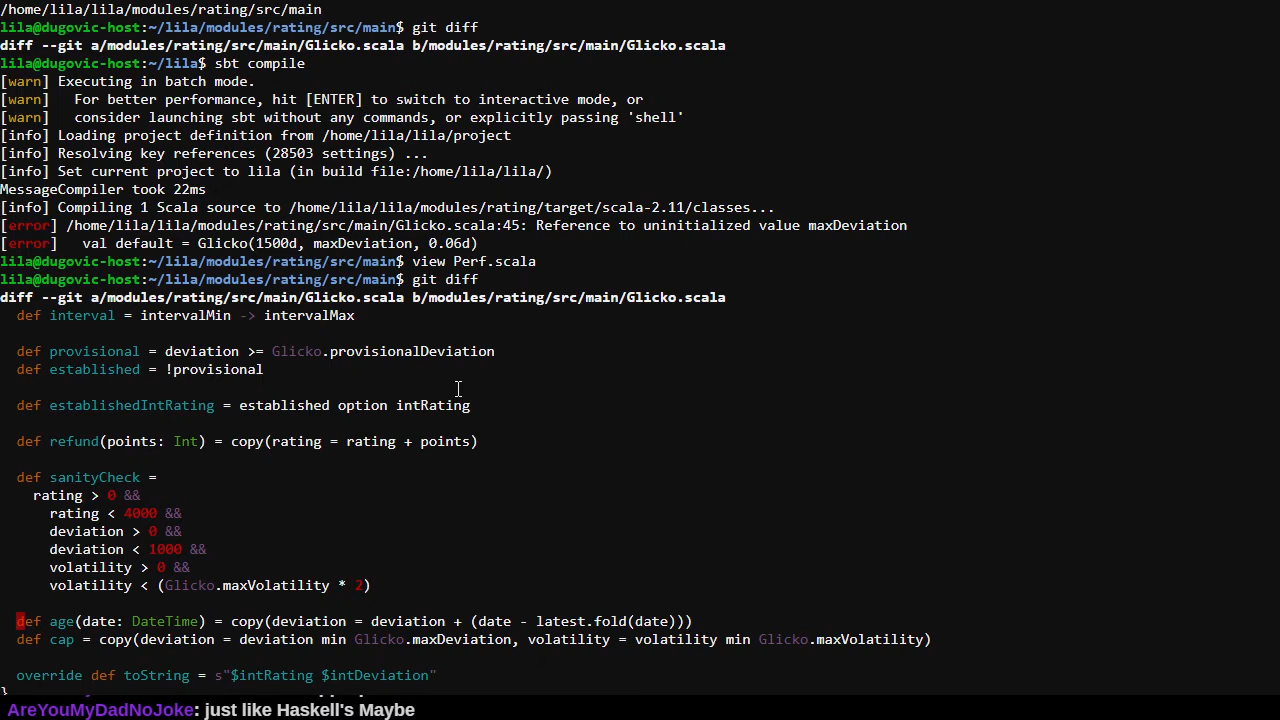 /home/lila/lila/modules/rating/src/main
lila@dugovic-host:~/lila/modules/rating/src/main$ git diff
diff --git a/modules/rating/src/main/Glicko.scala b/modules/rating/src/main/Glicko.scala
lila@dugovic-host:~/lila$ sbt compile
[warn] Executing in batch mode.
[warn]   For better performance, hit [ENTER] to switch to interactive mode, or
[warn]   consider launching sbt without any commands, or explicitly passing 'shell'
[info] Loading project definition from /home/lila/lila/project
[info] Resolving key references (28503 settings) ...
[info] Set current project to lila (in build file:/home/lila/lila/)
MessageCompiler took 22ms
[info] Compiling 1 Scala source to /home/lila/lila/modules/rating/target/scala-2.11/classes...
[error] /home/lila/lila/modules/rating/src/main/Glicko.scala:45: Reference to uninitialized value maxDeviation
[error]   val default = Glicko(1500d, maxDeviation, 0.06d)
lila@dugovic-host:~/lila/modules/rating/src/main$ view Perf.scala
lila@dugovic-host:~/lila/modules/rating/src/main$ git diff
diff --git a/modules/rating/src/main/Glicko.scala b/modules/rating/src/main/Glicko.scala
  def interval = intervalMin -> intervalMax
  def provisional = deviation >= Glicko.provisionalDeviation
  def established = !provisional
  def establishedIntRating = established option intRating
  def refund(points: Int) = copy(rating = rating + points)
  def sanityCheck =
    rating > 0 &&
      rating < 4000 &&
      deviation > 0 &&
      deviation < 1000 &&
      volatility > 0 &&
      volatility < (Glicko.maxVolatility * 2)
  def age(date: DateTime) = copy(deviation = deviation + (date - latest.fold(date)))
  def cap = copy(deviation = deviation min Glicko.maxDeviation, volatility = volatility min Glicko.maxVolatility)
  override def toString = s"$intRating $intDeviation"
}
AreYouMyDadNoJoke: just like Haskell's Maybe